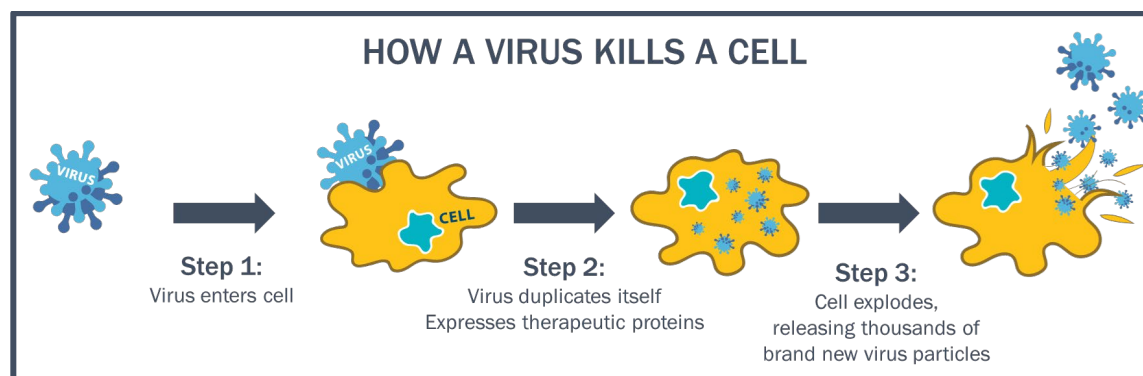 HOW A VIRUS KILLS A CELL
VIRUS
VIRUS
CELL
Step 1:
Virus enters cell
Step 2:
Virus duplicates itself
Expresses therapeutic proteins
Step 3:
Cell explodes,
releasing thousands of
brand new virus particles